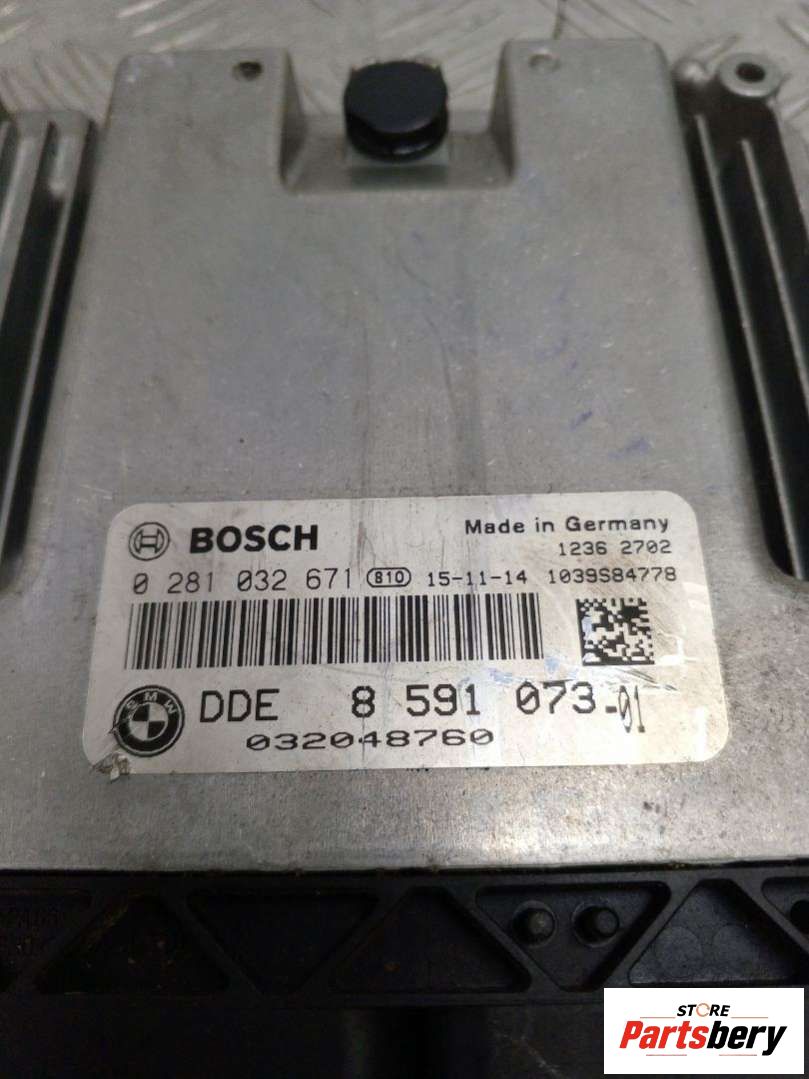 BOSCH Made in Germany
1236 2702
0 281 032 671 810 15-11-14 1039S84778
BMW DDE 8 591 073-01
032048760
STORE
Partsbery